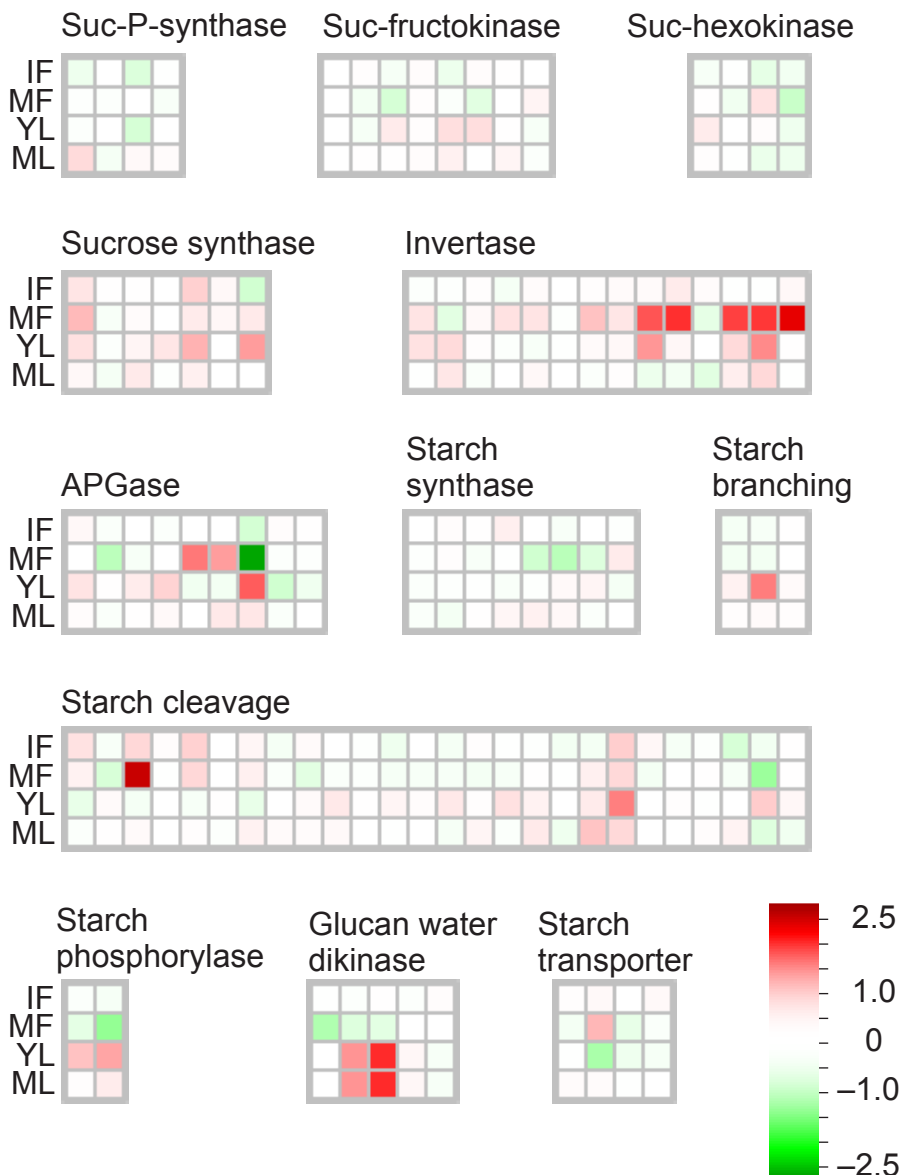 Suc-P-synthase Suc-fructokinase Suc-hexokinase
IF
MF
YL
ML
Sucrose synthase Invertase
IF
MF
YL
ML
APGase
Starch
synthase
Starch
branching
IF
MF
YL
ML
Starch cleavage
IF
MF
YL
ML
Starch
phosphorylase
Glucan water
dikinase
Starch
transporter
IF
MF
YL
ML
2.5
1.0
0
–1.0
–2.5